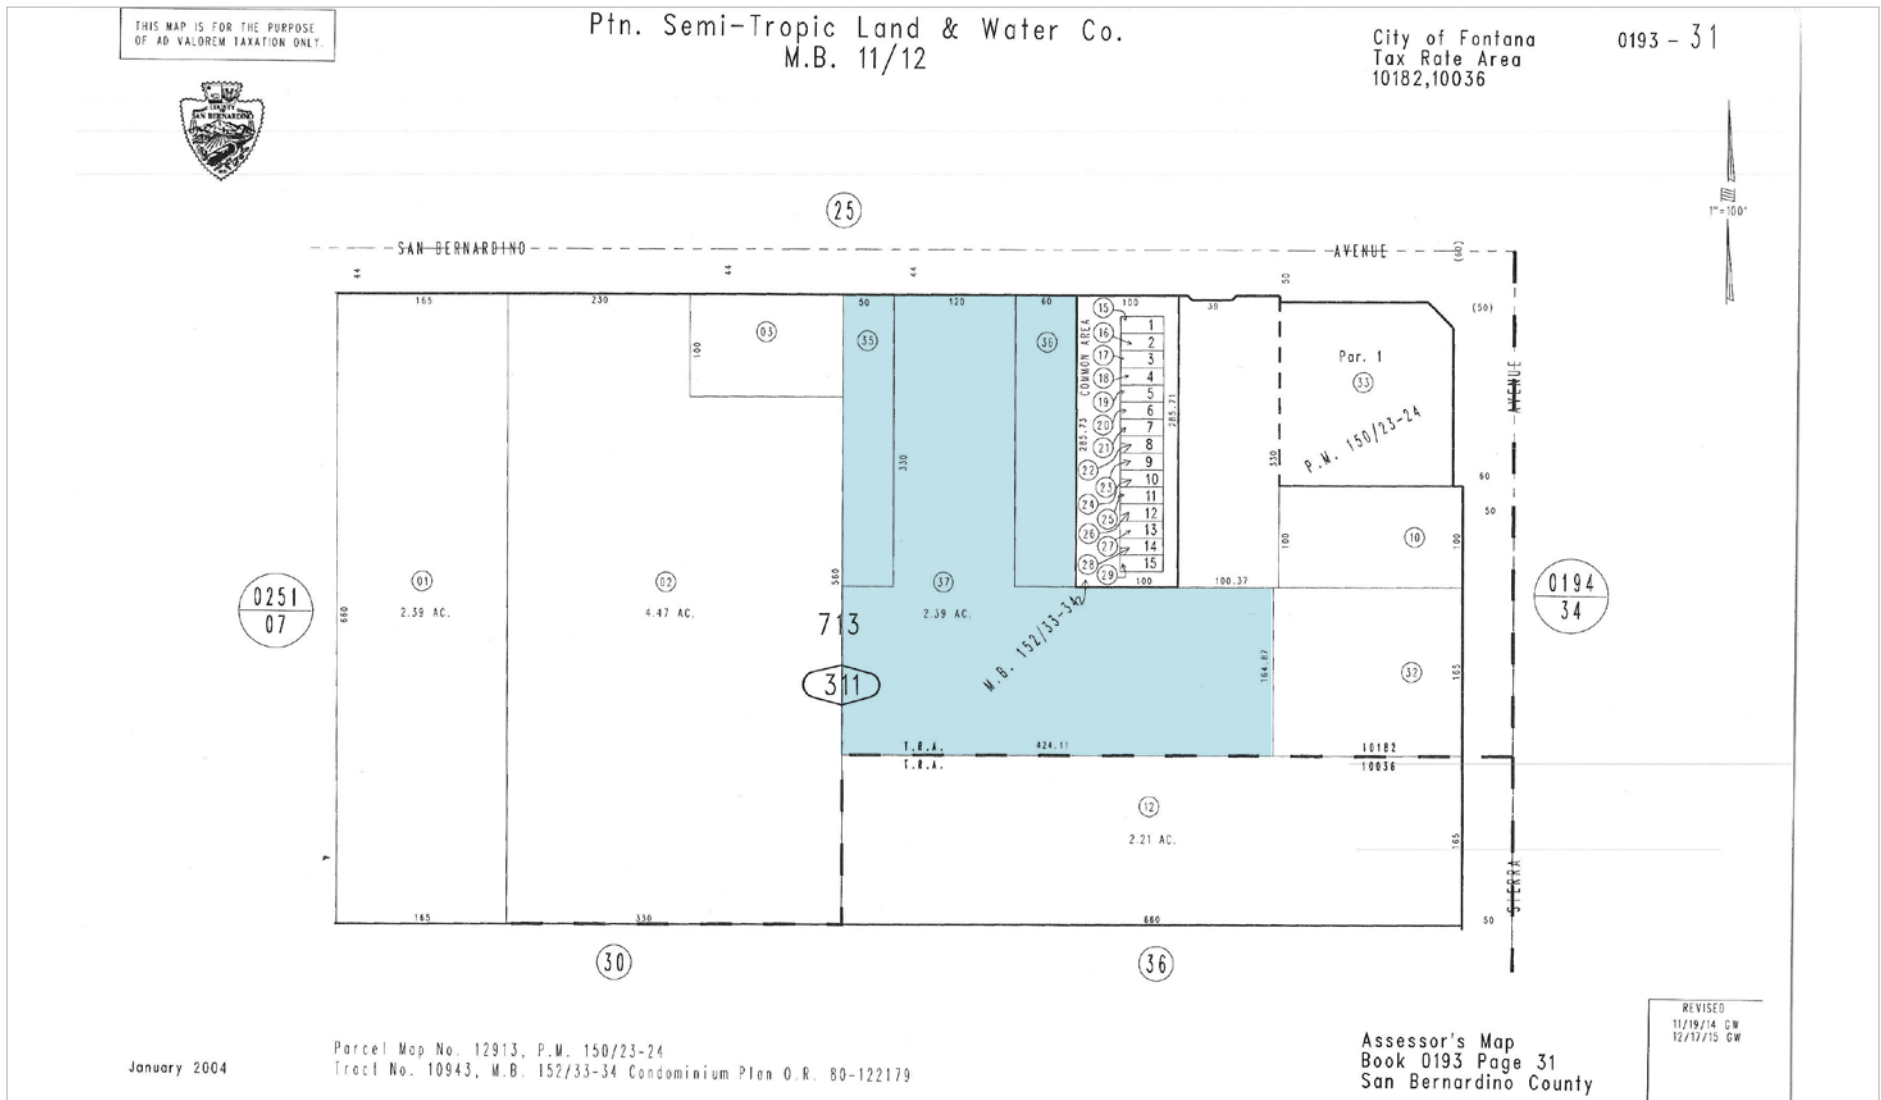 THIS MAP IS FOR THE PURPOSE
OF AD VALOREM TAXATION ONLY.
Ptn. Semi-Tropic Land & Water Co.
M.B. 11/12
City of Fontana
Tax Rate Area
10182,10036
0193 - 31
COUNTY
SAN BERNARDINO
1"=100'
25
SAN BERNARDINO
AVENUE
(60)
44
44
44
50
165
230
50
120
60
100
39
(50)
03
100
35
36
COMMON AREA
285.73
285.71
15
16
17
18
19
20
21
22
23
24
25
26
27
28
29
1
2
3
4
5
6
7
8
9
10
11
12
13
14
15
Par. 1
33
P.M. 150/23-24
AVENUE
330
330
60
50
10
100
100
100
100.37
0251
07
660
01
2.39 AC.
02
4.47 AC.
560
37
2.39 AC.
713
311
M.B. 152/33-34
164.87
32
165
0194
34
T.R.A.
424.11
10182
T.R.A.
10036
12
2.21 AC.
165
SIERRA
50
165
330
660
30
36
January 2004
Parcel Map No. 12913, P.M. 150/23-24
Tract No. 10943, M.B. 152/33-34 Condominium Plan O.R. 80-122179
Assessor's Map
Book 0193 Page 31
San Bernardino County
REVISED
11/19/14 GW
12/17/15 GW